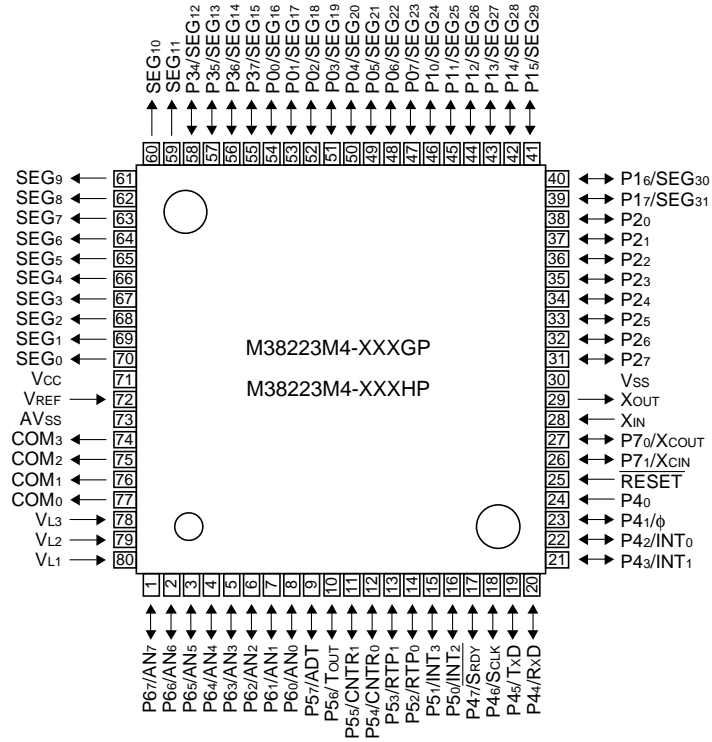 SEG10
SEG11
P34/SEG12
P35/SEG13
P36/SEG14
P37/SEG15
P00/SEG16
P01/SEG17
P02/SEG18
P03/SEG19
P04/SEG20
P05/SEG21
P06/SEG22
P07/SEG23
P10/SEG24
P11/SEG25
P12/SEG26
P13/SEG27
P14/SEG28
P15/SEG29
60 59 58 57 56 55 54 53 52 51 50 49 48 47 46 45 44 43 42 41
SEG9 61
SEG8 62
SEG7 63
SEG6 64
SEG5 65
SEG4 66
SEG3 67
SEG2 68
SEG1 69
SEG0 70
VCC 71
VREF 72
AVSS 73
COM3 74
COM2 75
COM1 76
COM0 77
VL3 78
VL2 79
VL1 80
M38223M4-XXXGP
M38223M4-XXXHP
40 P16/SEG30
39 P17/SEG31
38 P20
37 P21
36 P22
35 P23
34 P24
33 P25
32 P26
31 P27
30 VSS
29 XOUT
28 XIN
27 P70/XCOUT
26 P71/XCIN
25 RESET
24 P40
23 P41/ϕ
22 P42/INT0
21 P43/INT1
1 2 3 4 5 6 7 8 9 10 11 12 13 14 15 16 17 18 19 20
P67/AN7
P66/AN6
P65/AN5
P64/AN4
P63/AN3
P62/AN2
P61/AN1
P60/AN0
P57/ADT
P56/TOUT
P55/CNTR1
P54/CNTR0
P53/RTP1
P52/RTP0
P51/INT3
P50/INT2
P47/SRDY
P46/SCLK
P45/TXD
P44/RXD